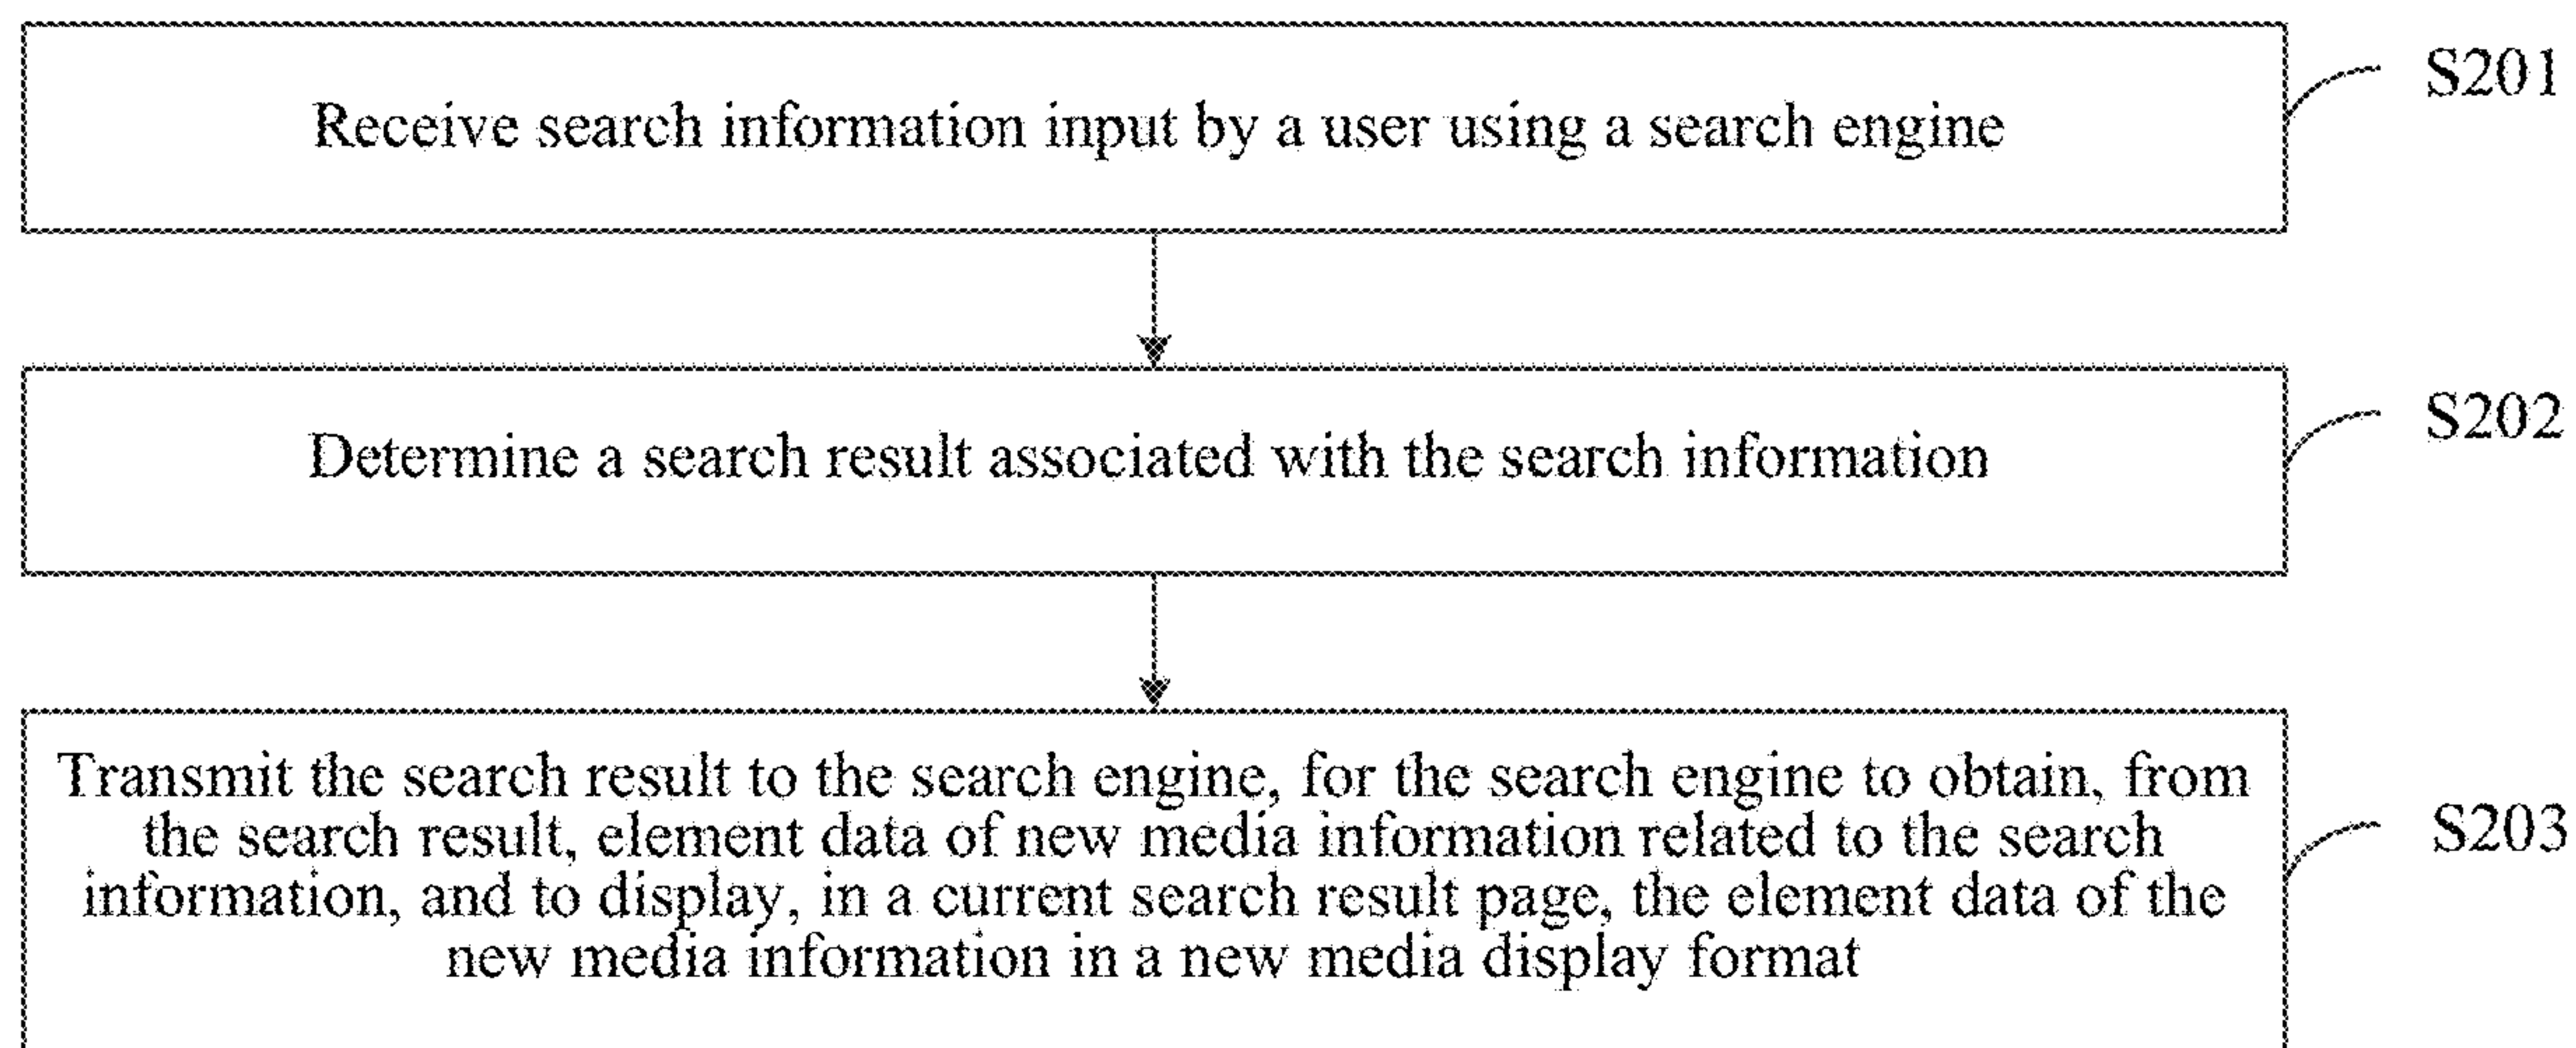 Receive search information input by a user using a search engine
S201
Determine a search result associated with the search information
S202
Transmit the search result to the search engine, for the search engine to obtain, from
the search result, element data of new media information related to the search
information, and to display, in a current search result page, the element data of the
new media information in a new media display format
S203